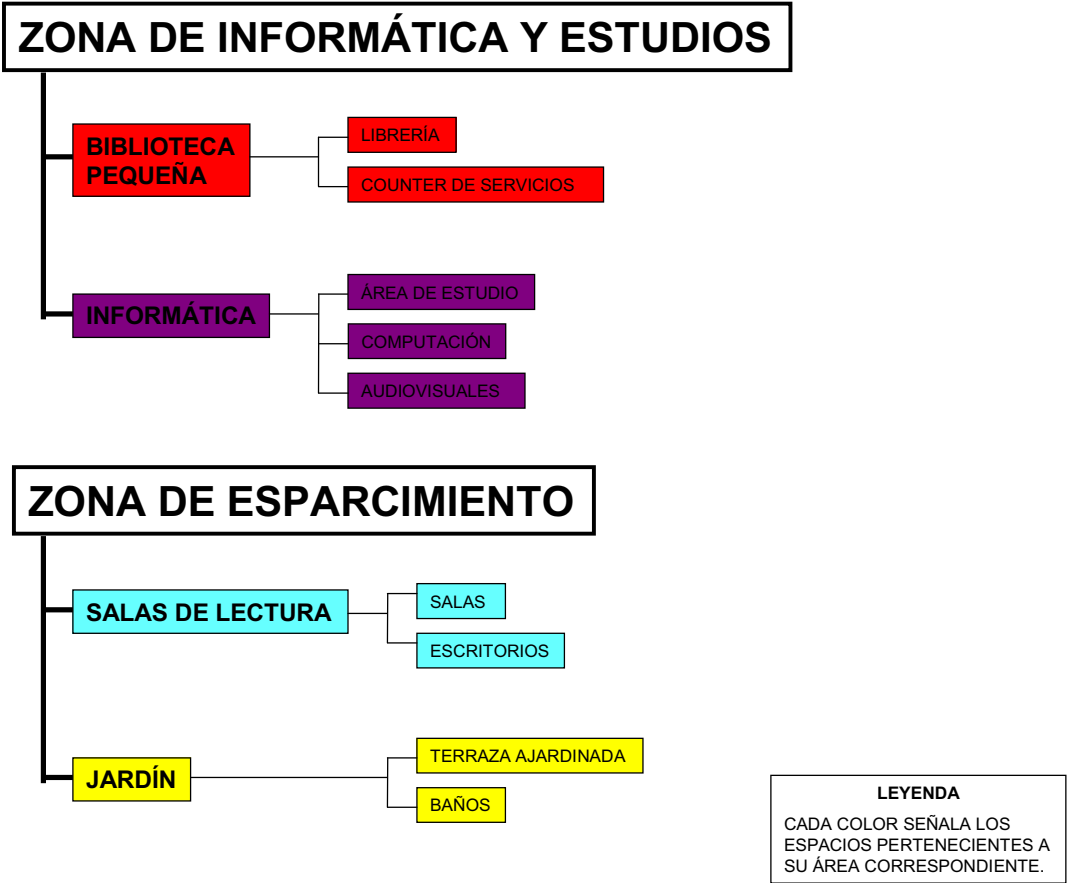 ZONA DE INFORMÁTICA Y ESTUDIOS
BIBLIOTECA
PEQUEÑA
LIBRERÍA
COUNTER DE SERVICIOS
INFORMÁTICA
ÁREA DE ESTUDIO
COMPUTACIÓN
AUDIOVISUALES
ZONA DE ESPARCIMIENTO
SALAS DE LECTURA
SALAS
ESCRITORIOS
JARDÍN
TERRAZA AJARDINADA
BAÑOS
LEYENDA
CADA COLOR SEÑALA LOS
ESPACIOS PERTENECIENTES A
SU ÁREA CORRESPONDIENTE.